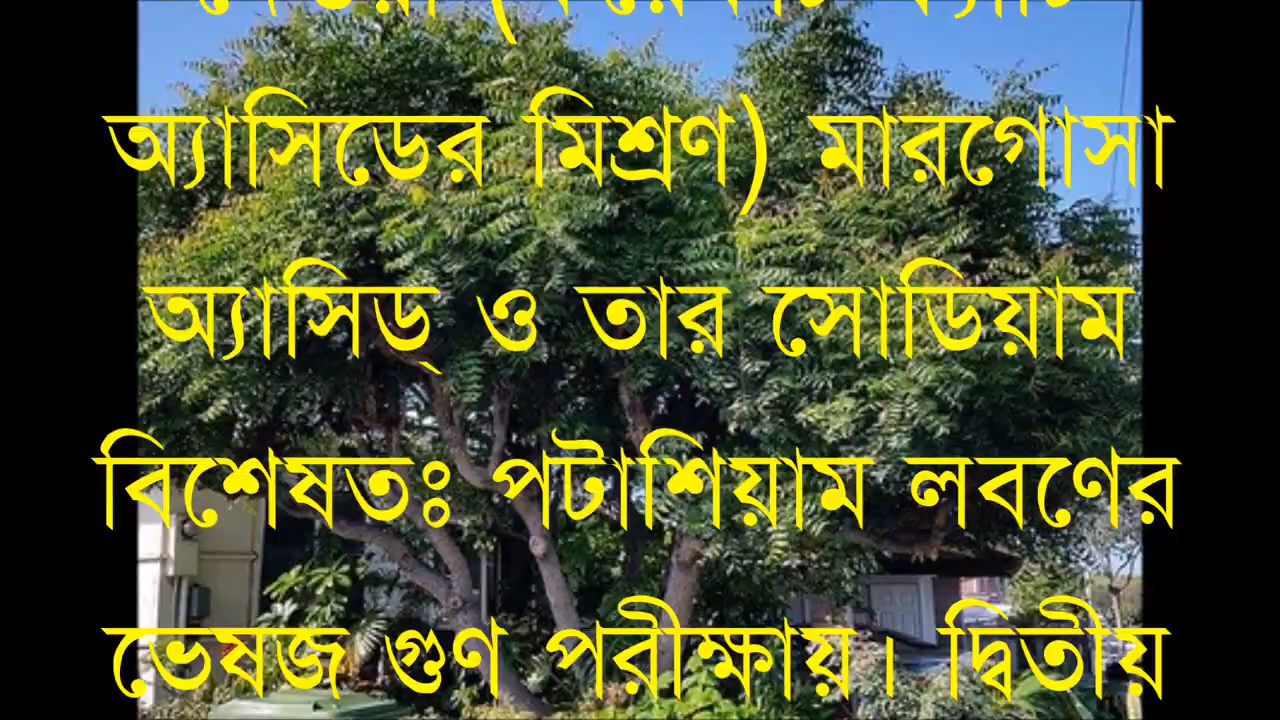 অ্যাসিডের মিশ্রণ) মারগোসা
অ্যাসিড্ ও তার সোডিয়াম
বিশেষতঃ পটাশিয়াম লবণের
ভেষজ গুণ পরীক্ষায়। দ্বিতীয়